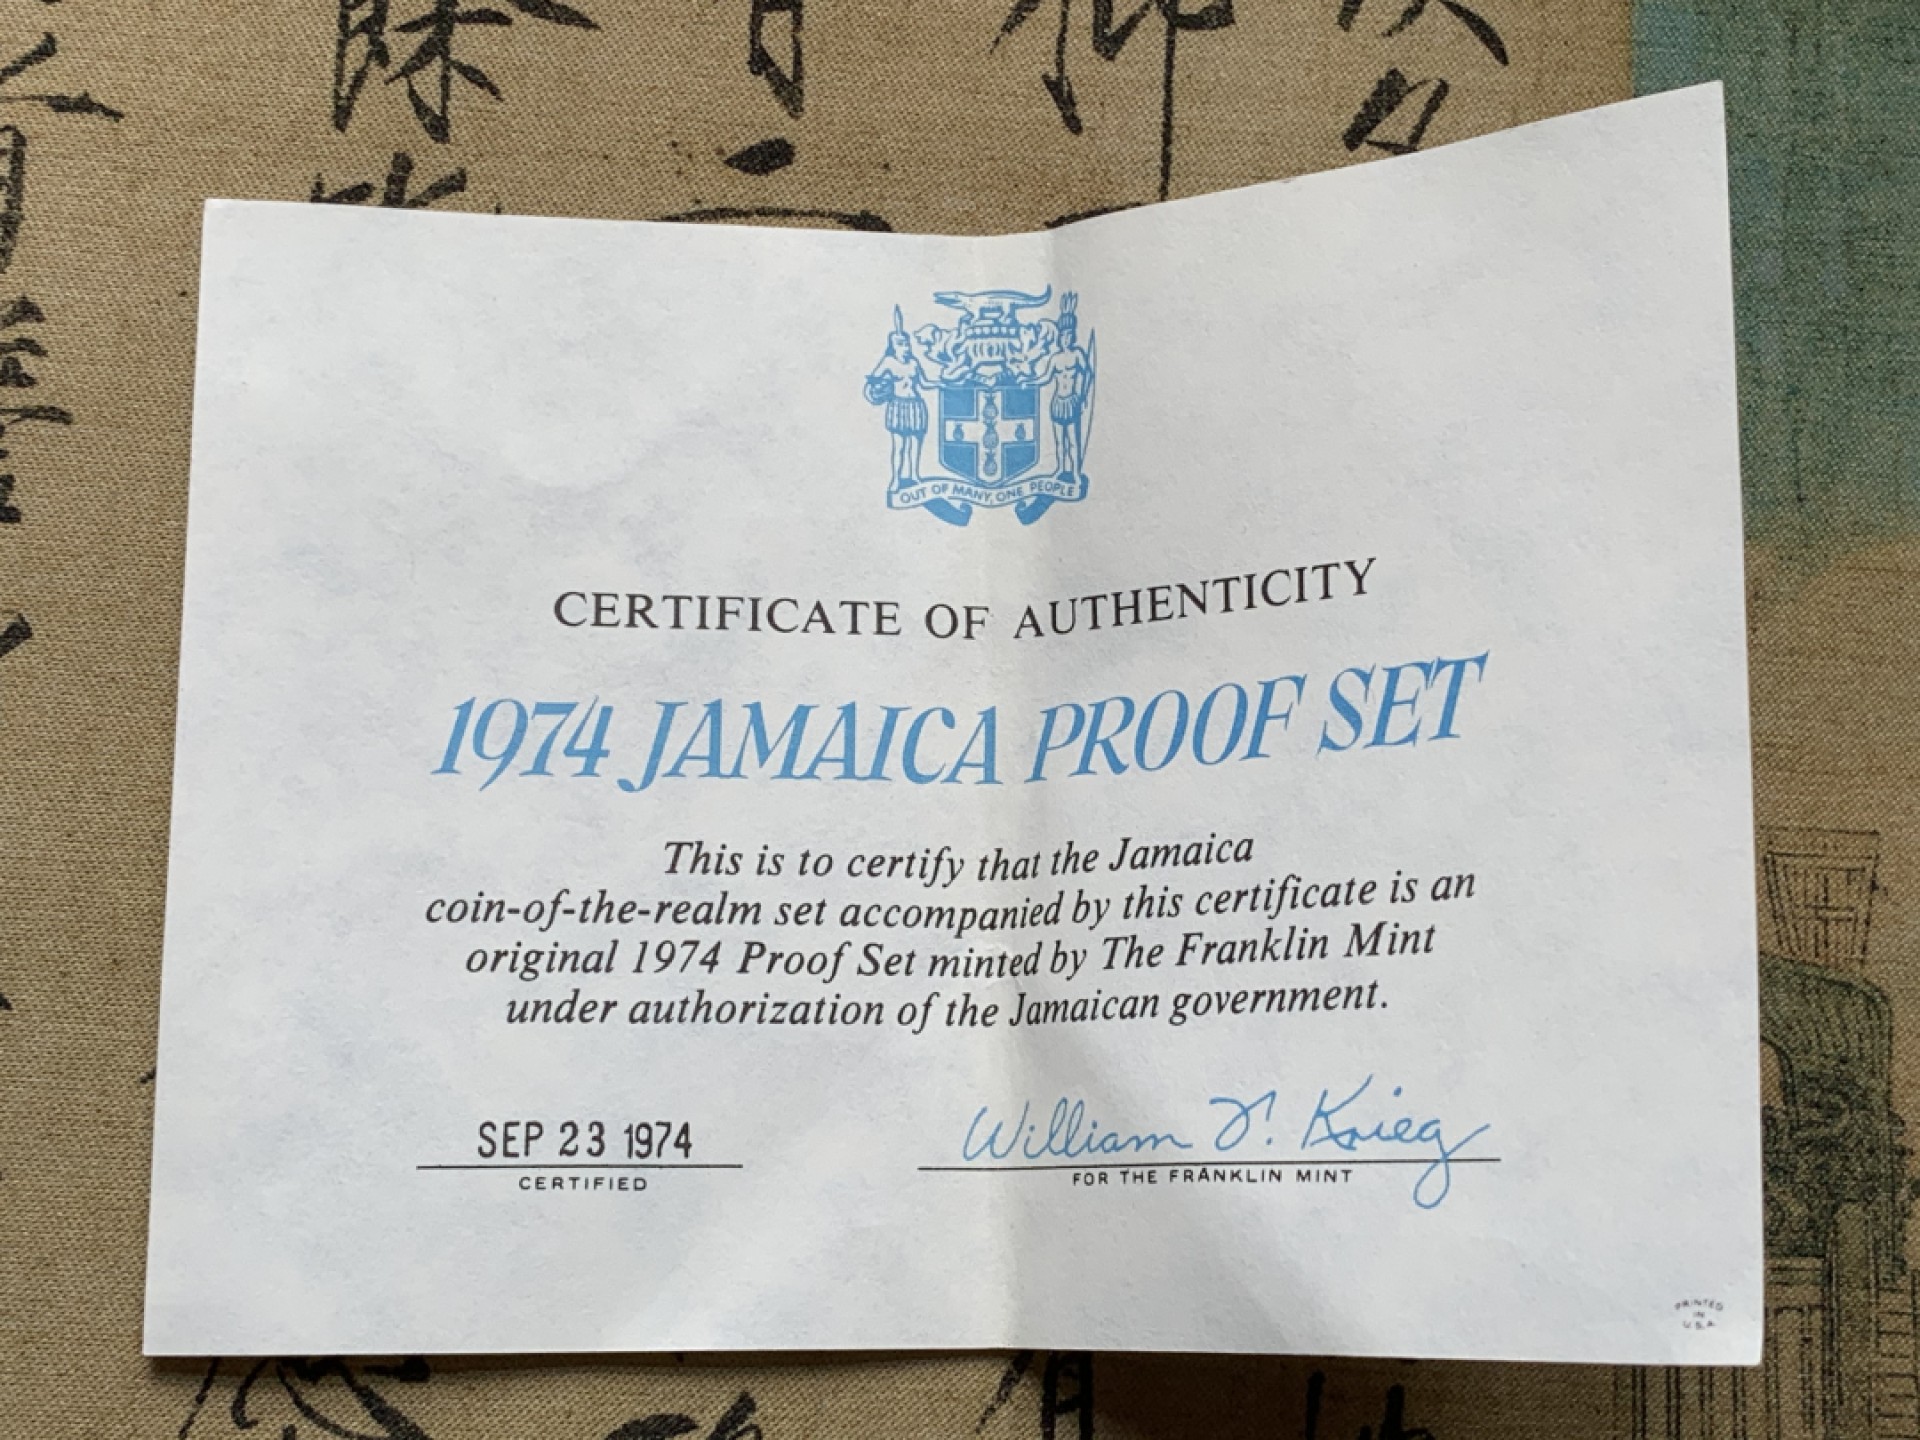 OUT OF MANY, ONE PEOPLE
CERTIFICATE OF AUTHENTICITY
1974 JAMAICA PROOF SET
This is to certify that the Jamaica
coin-of-the-realm set accompanied by this certificate is an
original 1974 Proof Set minted by The Franklin Mint
under authorization of the Jamaican government.
SEP 23 1974
CERTIFIED
William T. Krieg
FOR THE FRANKLIN MINT
PRINTED
IN
U.S.A.